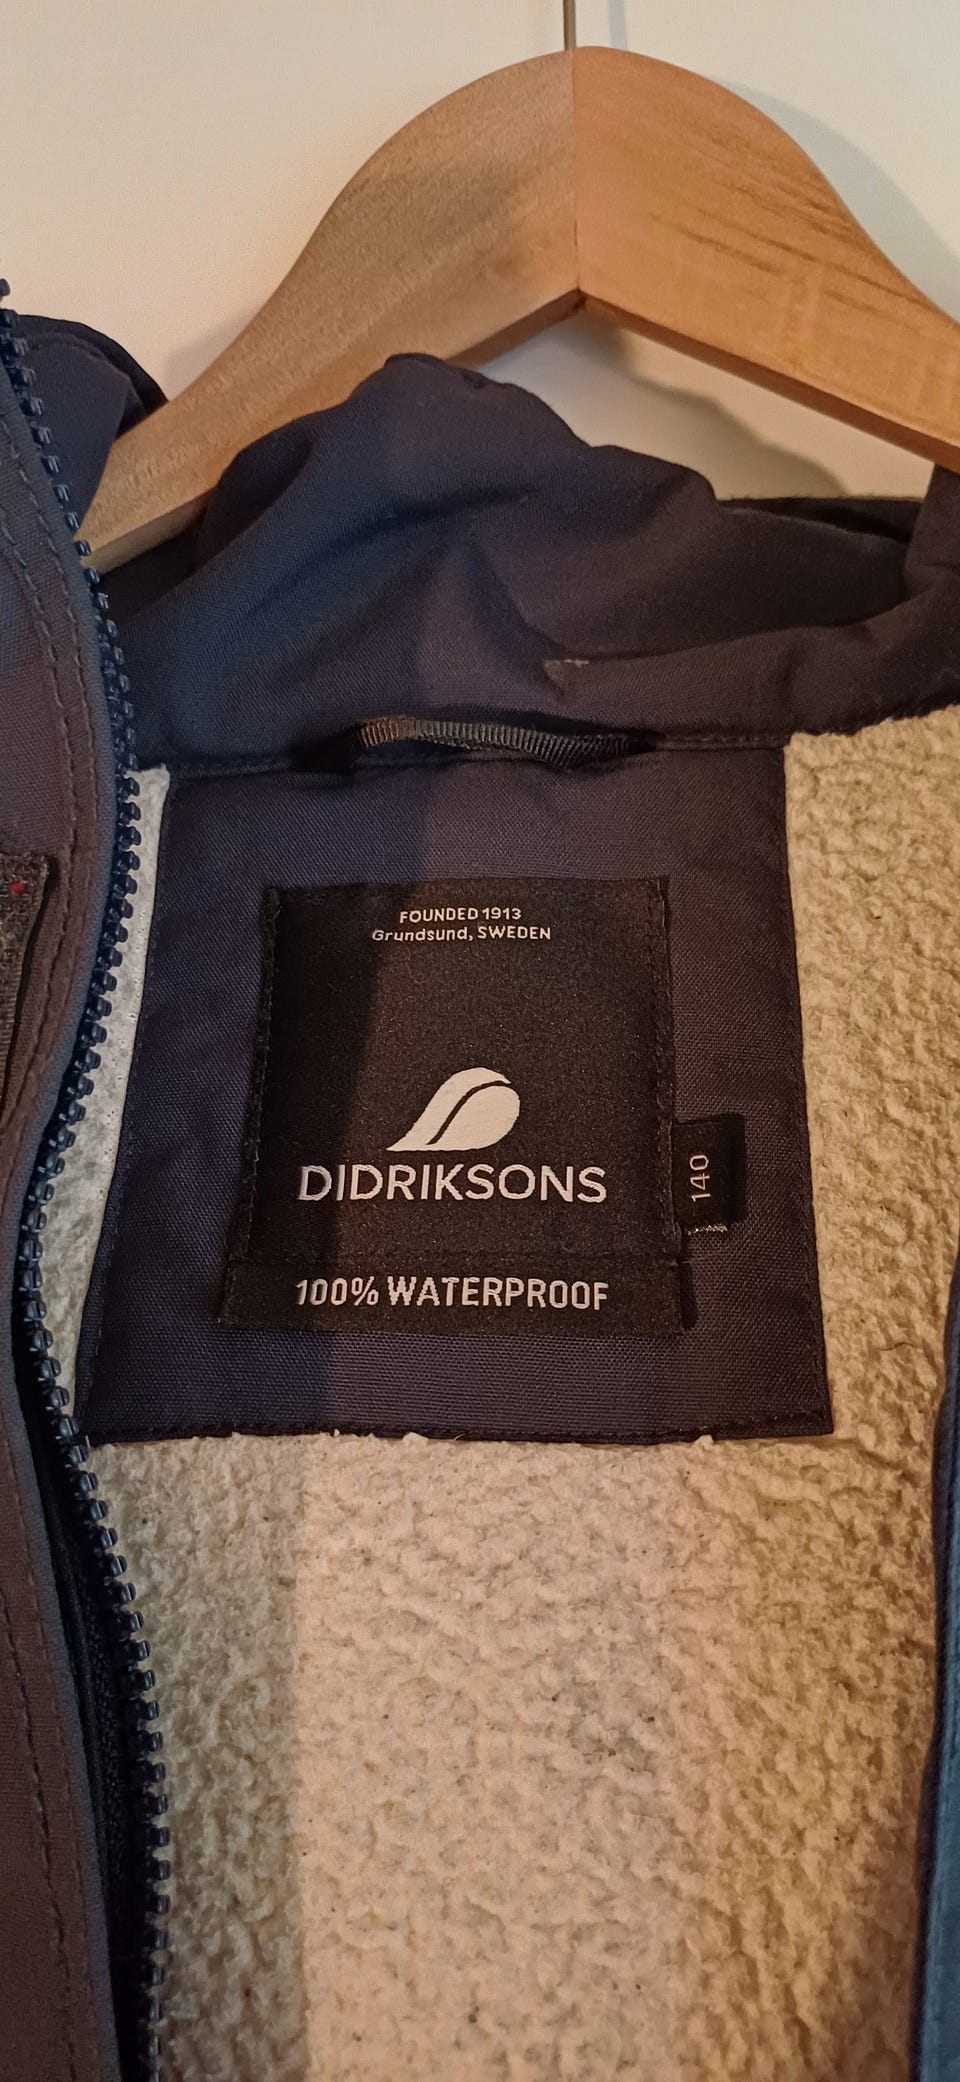 FOUNDED 1913
Grundsund, SWEDEN
DIDRIKSONS
140
100% WATERPROOF